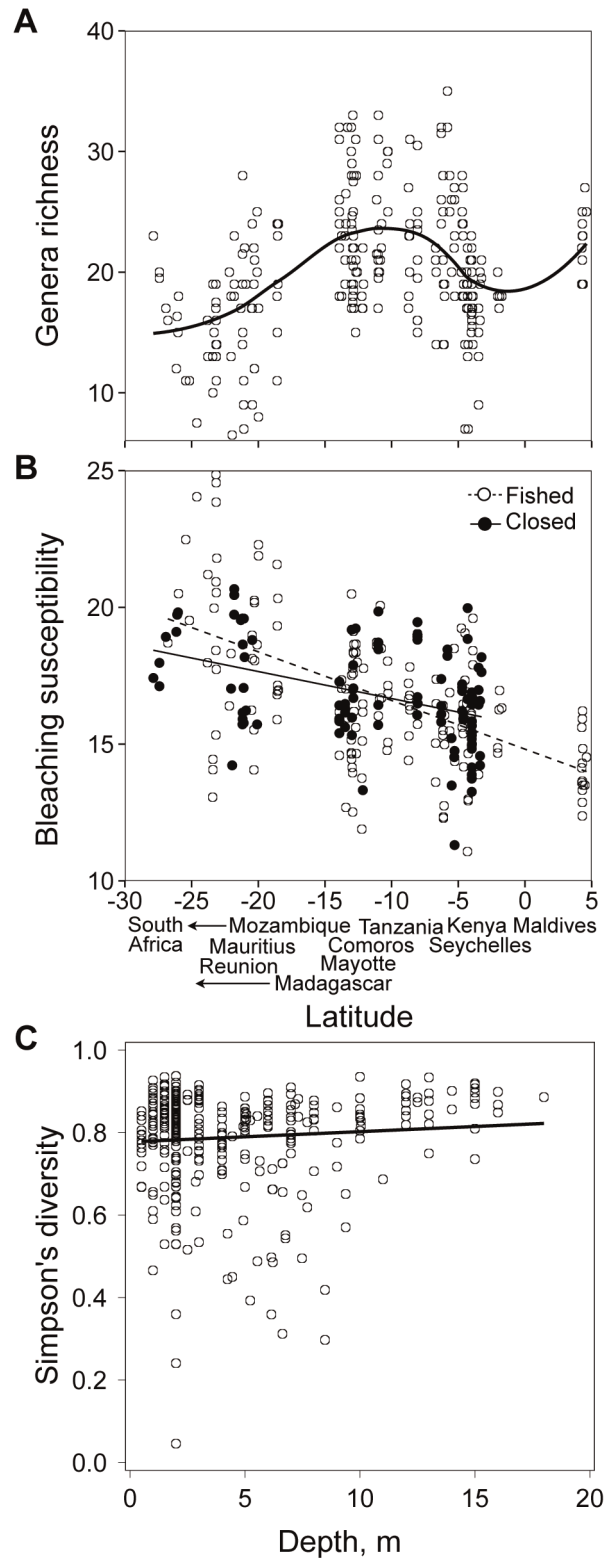 A
40
30
20
10
Genera richness
B
25
20
15
10
Bleaching susceptibility
Fished
Closed
-30 -25 -20 -15 -10 -5 0 5
South Mozambique Tanzania Kenya Maldives
Africa Mauritius Comoros Seychelles
Reunion Mayotte
Madagascar
Latitude
C
1.0
0.8
0.6
0.4
0.2
0.0
Simpson's diversity
0 5 10 15 20
Depth, m